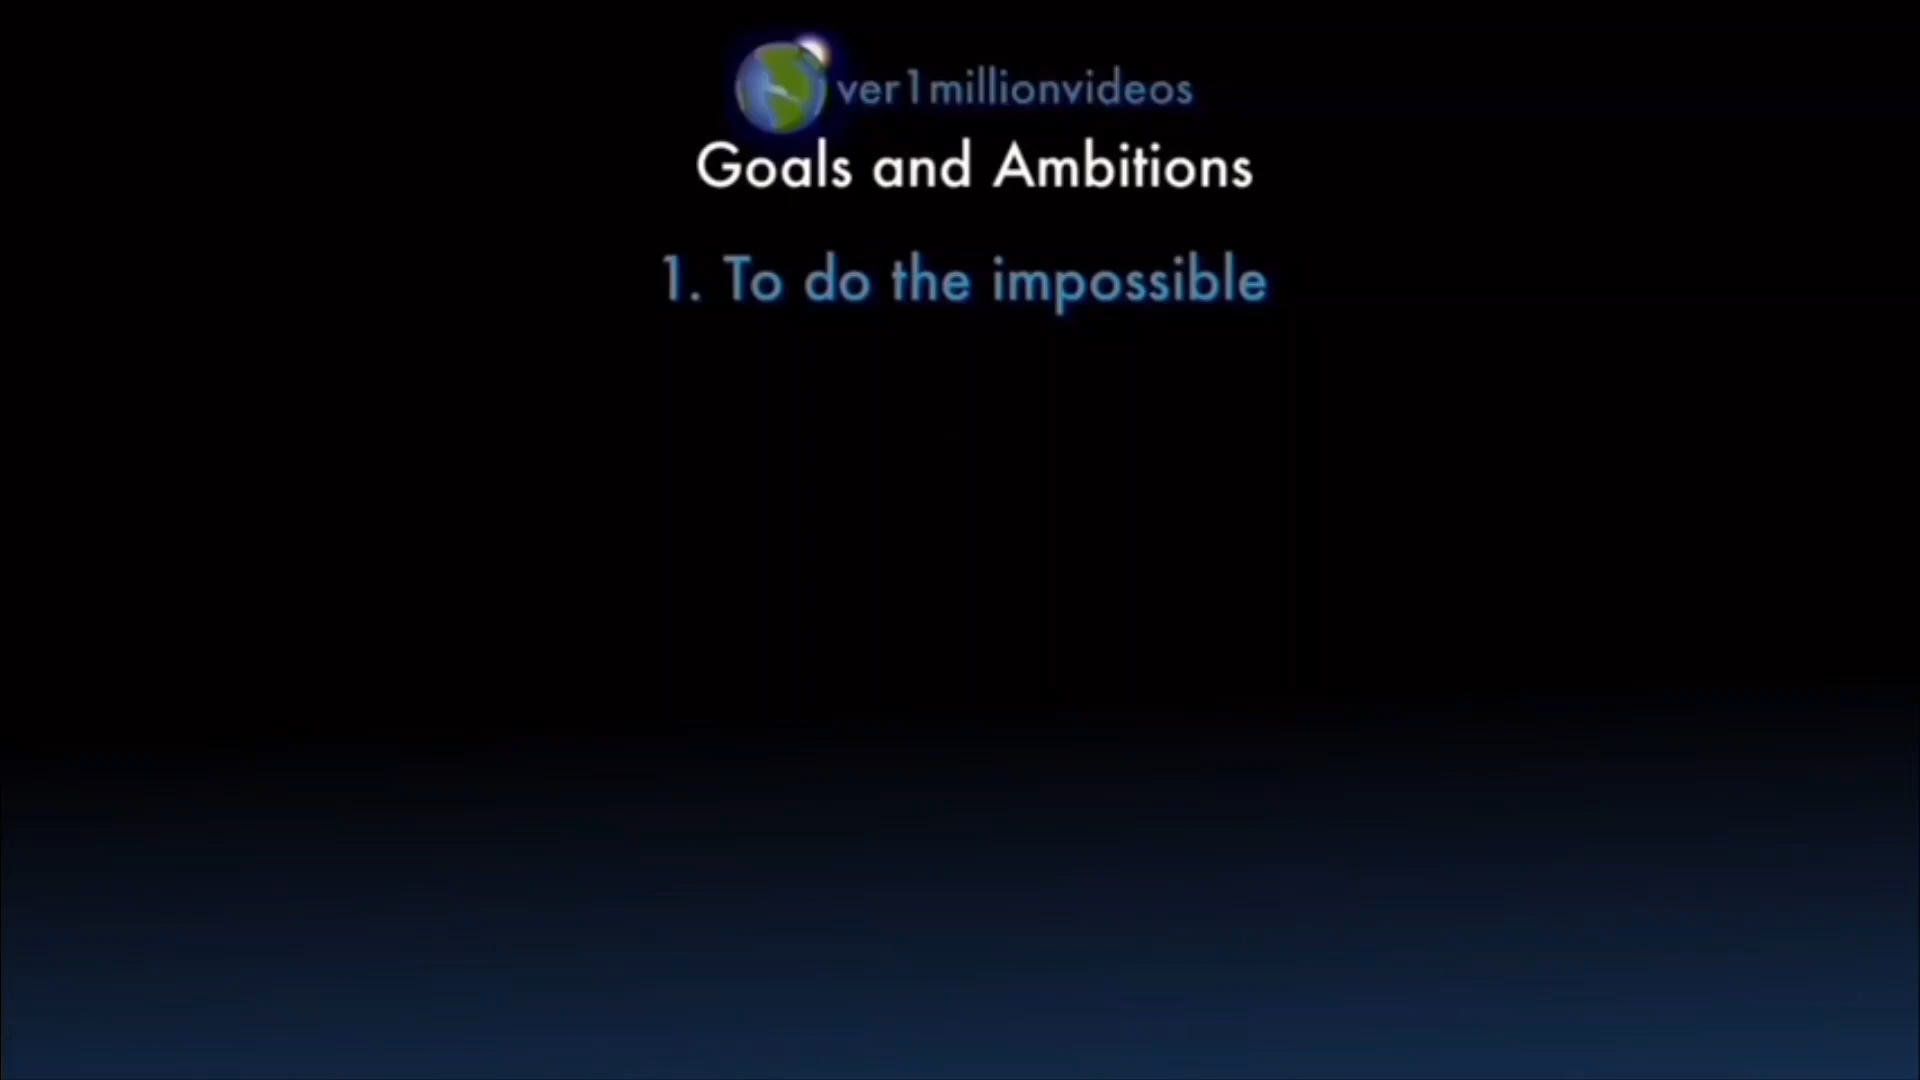 ver1millionvideos
Goals and Ambitions
1. To do the impossible